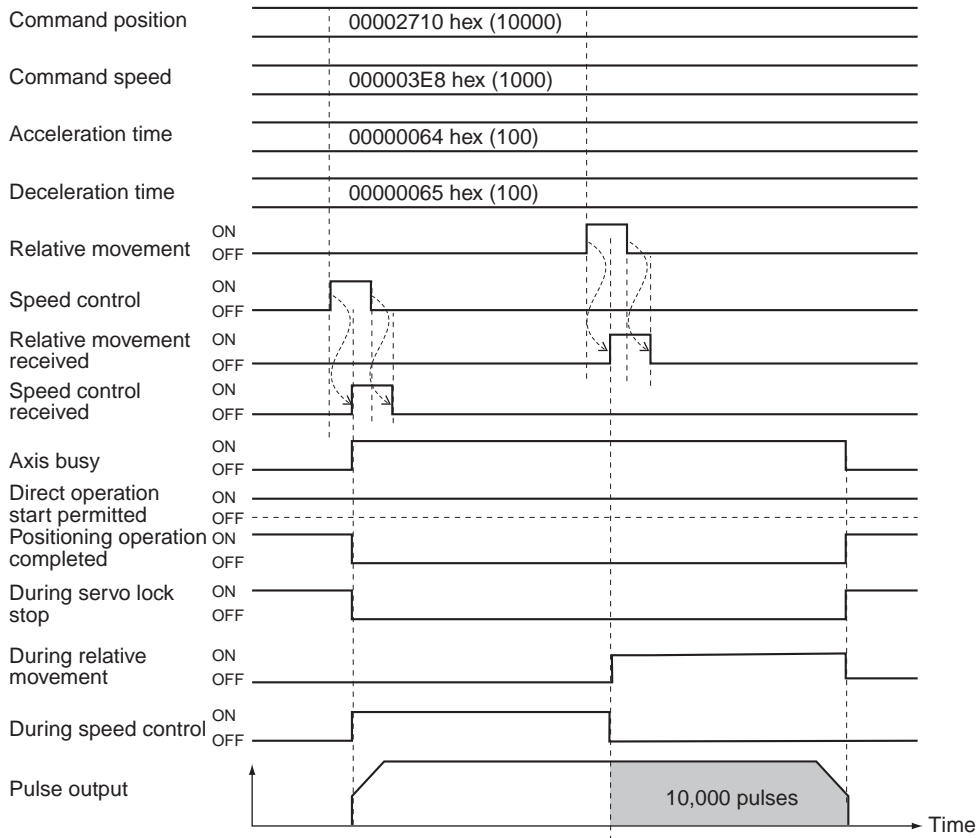 Command position
00002710 hex (10000)
Command speed
000003E8 hex (1000)
Acceleration time
00000064 hex (100)
Deceleration time
00000065 hex (100)
Relative movement
ON
OFF
Speed control
ON
OFF
Relative movement
received
ON
OFF
Speed control
received
ON
OFF
Axis busy
ON
OFF
Direct operation
start permitted
ON
OFF
Positioning operation
completed
ON
OFF
During servo lock
stop
ON
OFF
During relative
movement
ON
OFF
During speed control
ON
OFF
Pulse output
10,000 pulses
Time